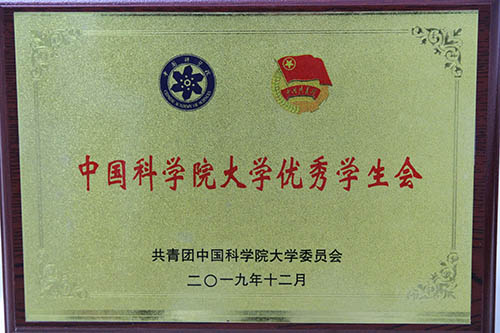 中国科学院大学优秀学生会
共青团中国科学院大学委员会
二〇一九年十二月